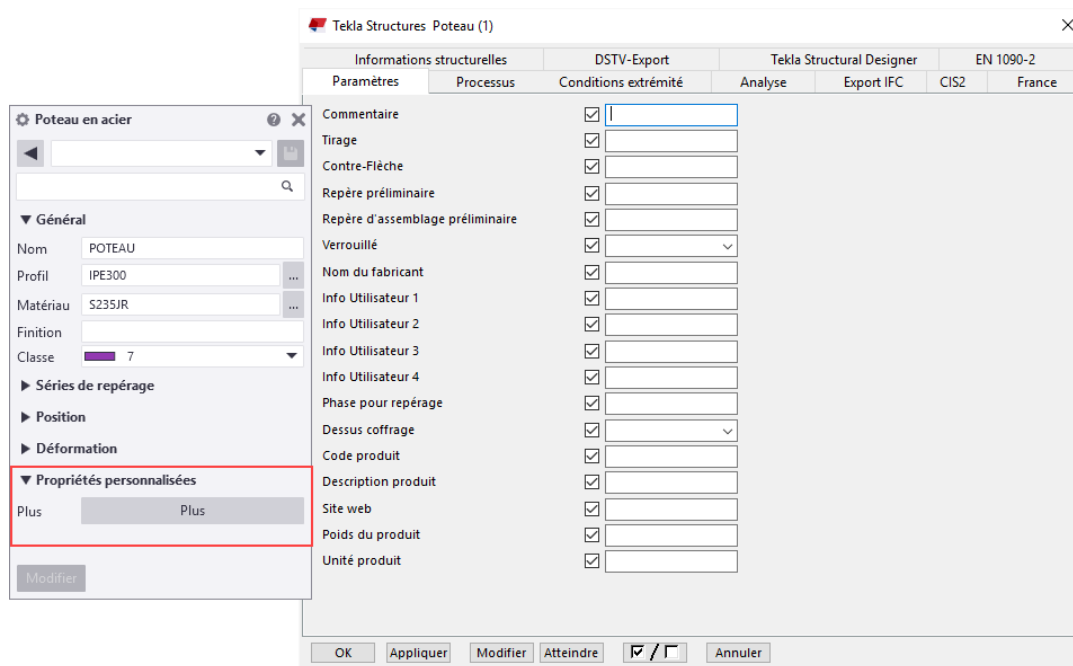 Tekla Structures Poteau (1)
Informations structurelles DSTV-Export Tekla Structural Designer EN 1090-2
Paramètres Processus Conditions extrémité Analyse Export IFC CIS2 France
Poteau en acier
Général
Nom POTEAU
Profil IPE300 ...
Matériau S235JR ...
Finition
Classe 7
Séries de repérage
Position
Déformation
Propriétés personnalisées
Plus Plus
Modifier
Commentaire
Tirage
Contre-Flèche
Repère préliminaire
Repère d'assemblage préliminaire
Verrouillé
Nom du fabricant
Info Utilisateur 1
Info Utilisateur 2
Info Utilisateur 3
Info Utilisateur 4
Phase pour repérage
Dessus coffrage
Code produit
Description produit
Site web
Poids du produit
Unité produit
OK Appliquer Modifier Atteindre / Annuler